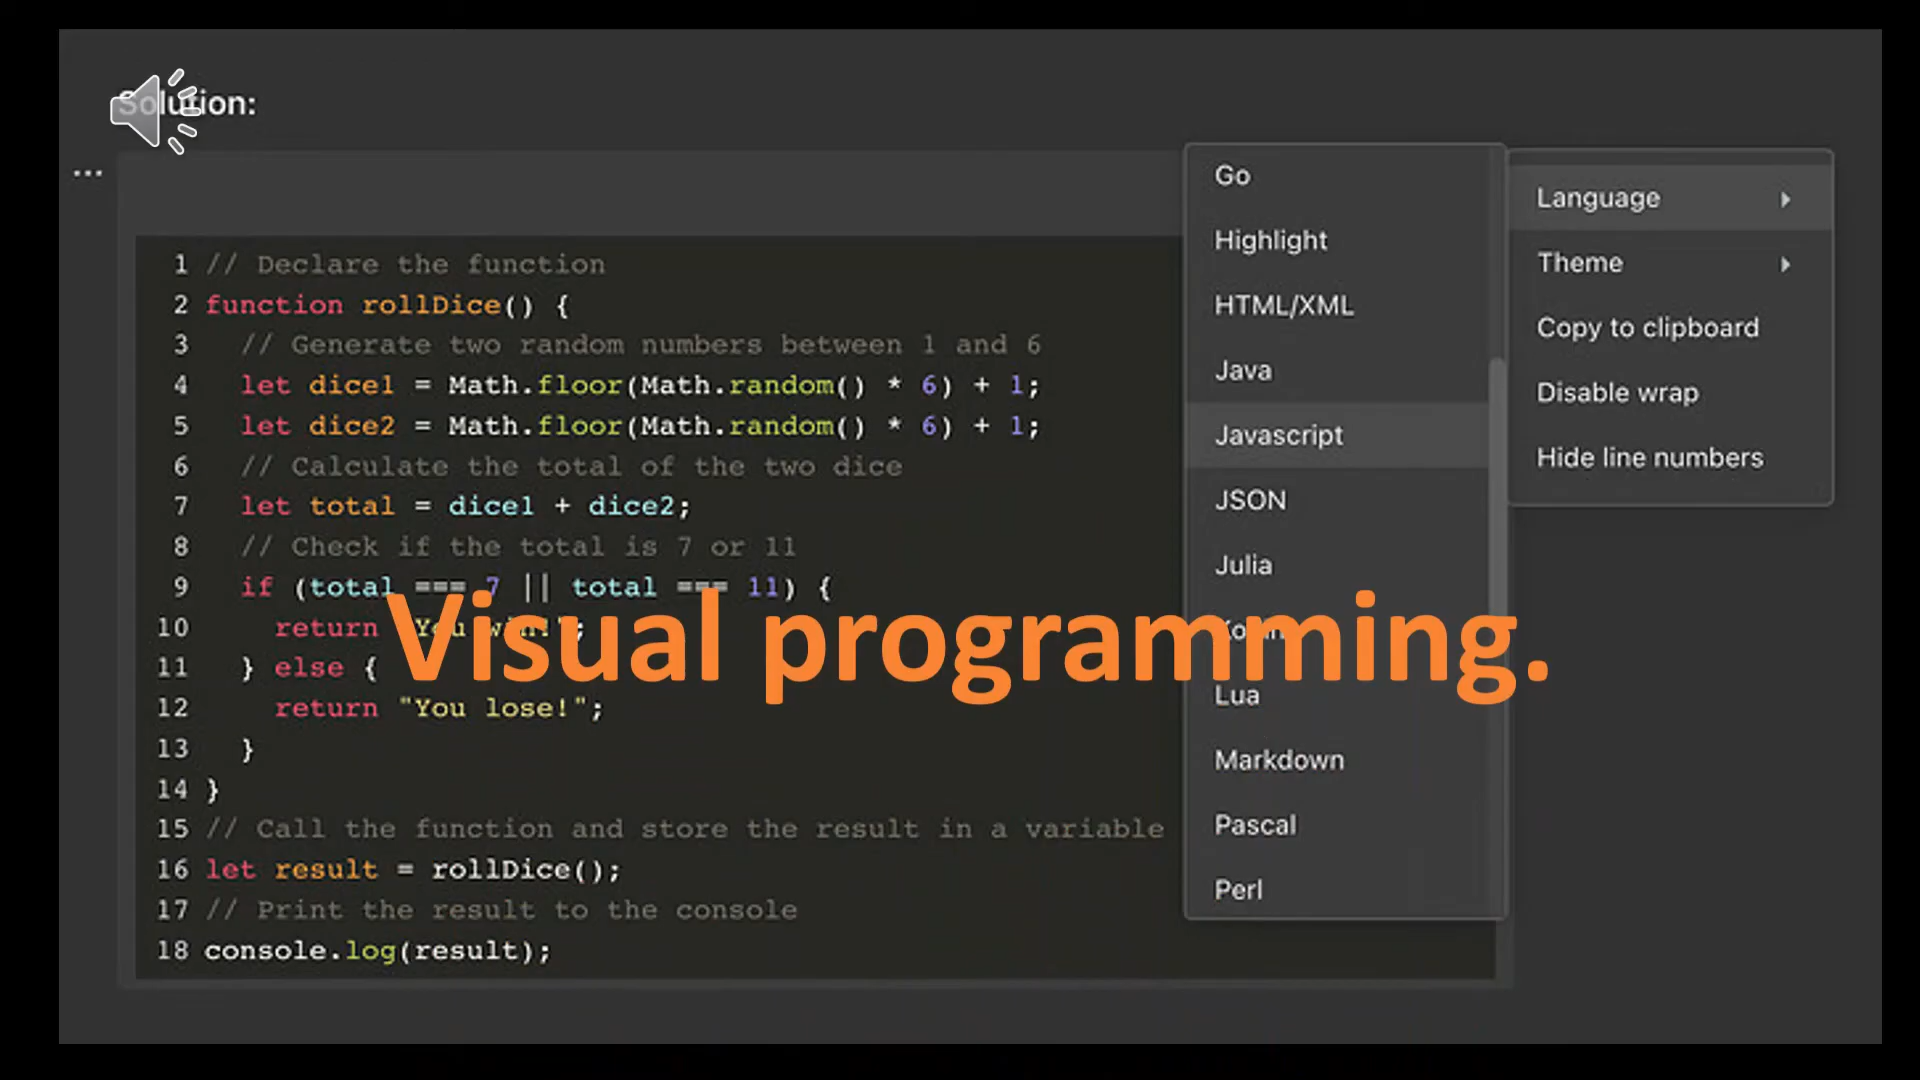 Solution:
...
1 // Declare the function
2 function rollDice() {
3 // Generate two random numbers between 1 and 6
4 let dice1 = Math.floor(Math.random() * 6) + 1;
5 let dice2 = Math.floor(Math.random() * 6) + 1;
6 // Calculate the total of the two dice
7 let total = dice1 + dice2;
8 // Check if the total is 7 or 11
9 if (total === 7 || total === 11) {
10 return "You win!";
11 } else {
12 return "You lose!";
13 }
14 }
15 // Call the function and store the result in a variable
16 let result = rollDice();
17 // Print the result to the console
18 console.log(result);
Visual programming.
Go
Highlight
HTML/XML
Java
Javascript
JSON
Julia
Kotlin
Lua
Markdown
Pascal
Perl
Language
Theme
Copy to clipboard
Disable wrap
Hide line numbers